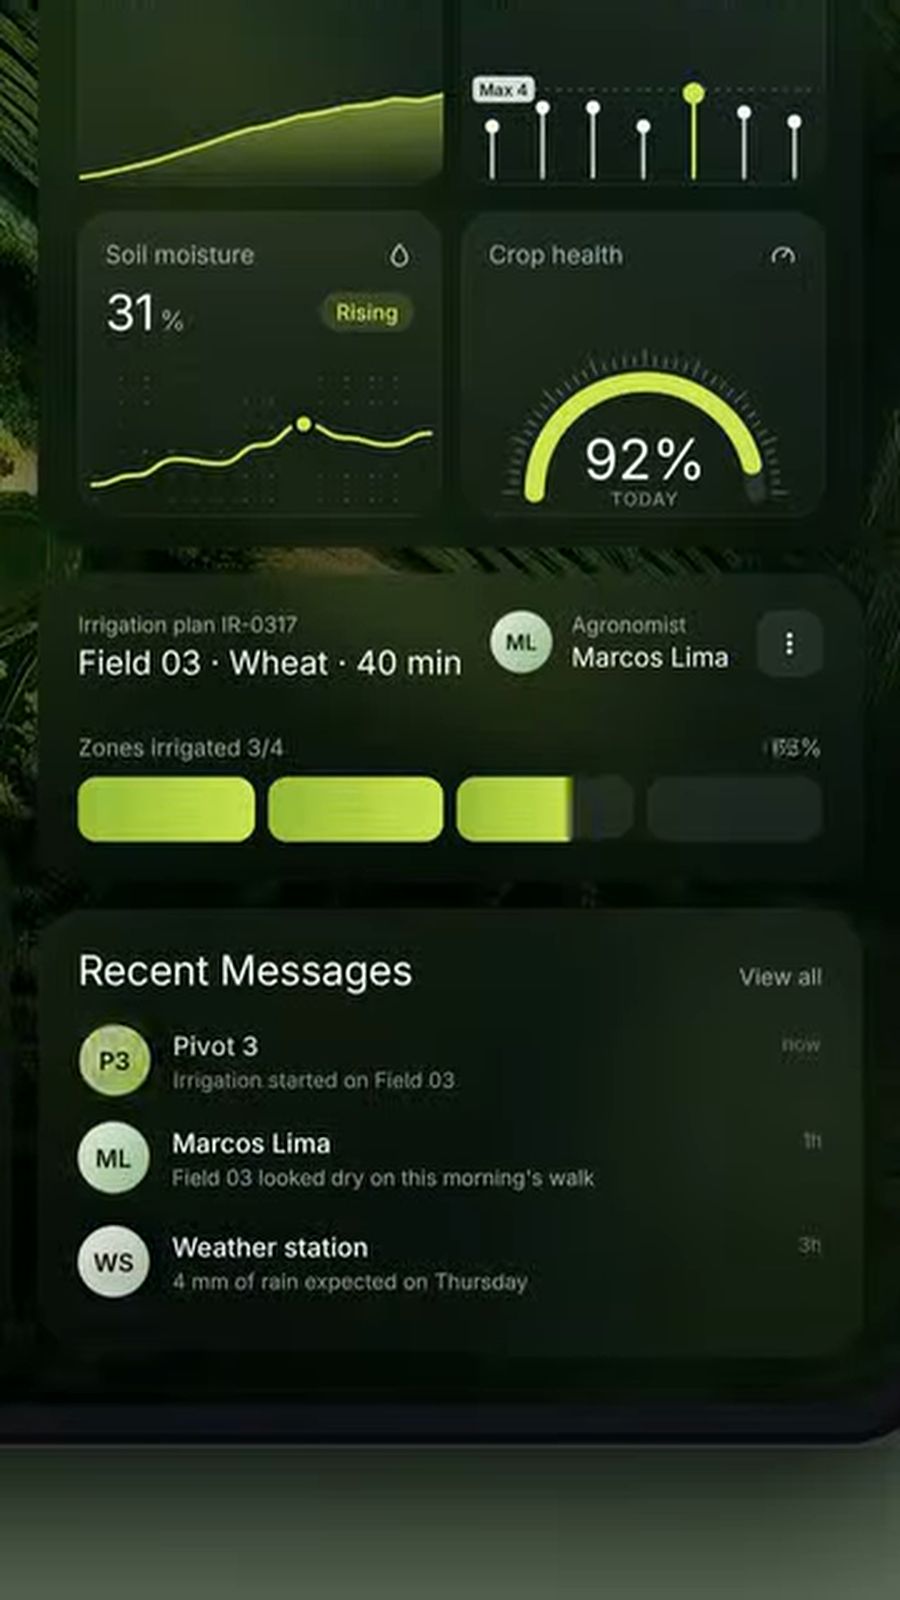 Max 4
Soil moisture
31%
Rising
Crop health
92%
TODAY
Irrigation plan IR-0317
Field 03 · Wheat · 40 min
ML
Agronomist
Marcos Lima
Zones irrigated 3/4
Recent Messages
View all
P3
Pivot 3
now
Irrigation started on Field 03
ML
Marcos Lima
1h
Field 03 looked dry on this morning's walk
WS
Weather station
3h
4 mm of rain expected on Thursday